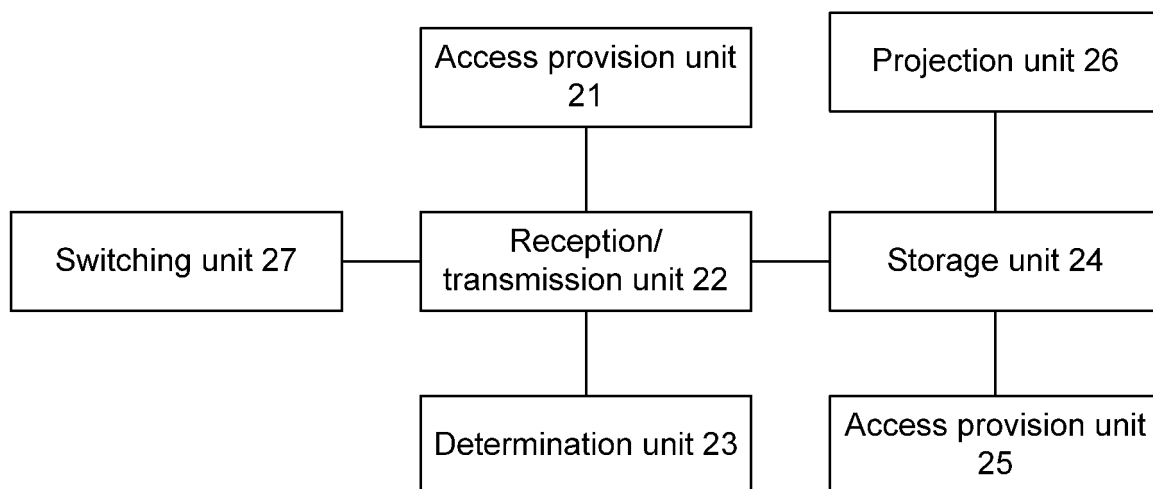 Access provision unit
21
Projection unit 26
Switching unit 27
Reception/
transmission unit 22
Storage unit 24
Determination unit 23
Access provision unit
25